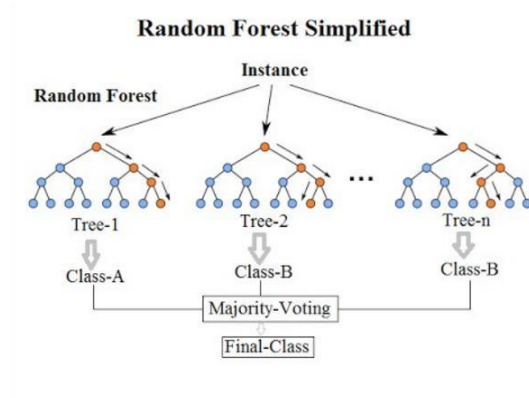 Random Forest Simplified
Instance
Random Forest
...
Tree-1
Tree-2
Tree-n
Class-A
Class-B
Class-B
Majority-Voting
Final-Class